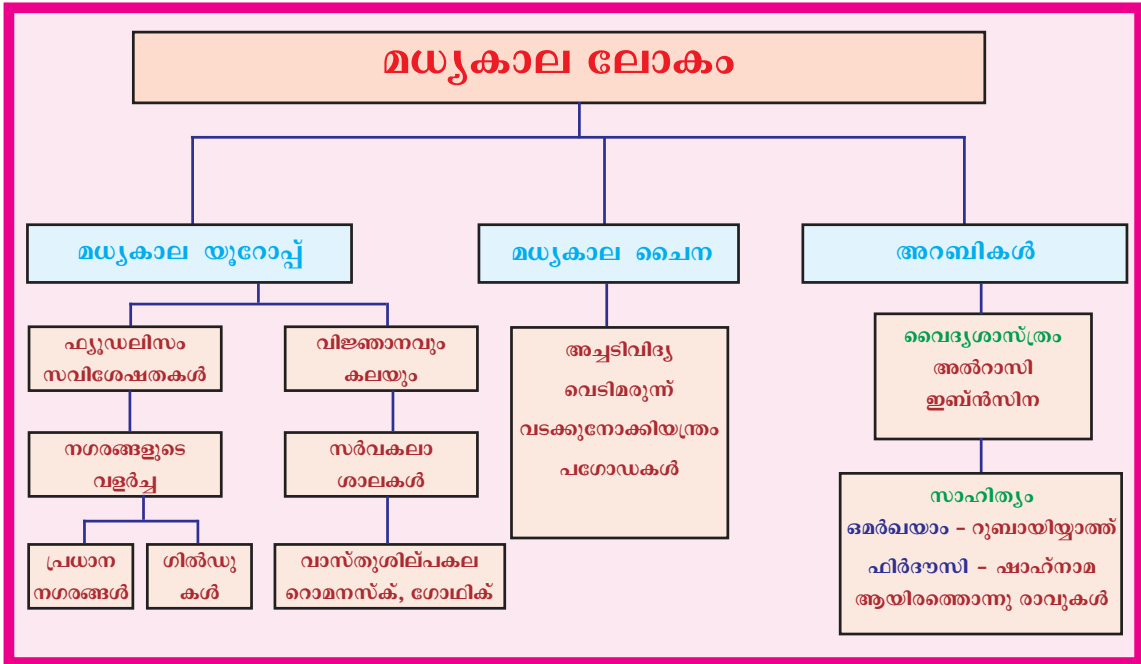 മധ്യകാല ലോകം
മധ്യകാല യൂറോപ്പ്
ഫ്യൂഡലിസം
സവിശേഷതകൾ
നഗരങ്ങളുടെ
വളർച്ച
പ്രധാന
നഗരങ്ങൾ
ഗിൽഡു
കൾ
വിജ്ഞാനവും
കലയും
സർവകലാ
ശാലകൾ
വാസ്തുശില്പകല
റൊമനസ്ക്, ഗോഥിക്
മധ്യകാല ചൈന
അച്ചടിവിദ്യ
വെടിമരുന്ന്
വടക്കുനോക്കിയന്ത്രം
പഗോഡകൾ
അറബികൾ
വൈദ്യശാസ്ത്രം
അൽറാസി
ഇബ്ൻസിന
സാഹിത്യം
ഒമർഖയാം – റുബായിയ്യാത്ത്
ഫിർദൗസി – ഷാഹ്നാമ
ആയിരത്തൊന്നു രാവുകൾ